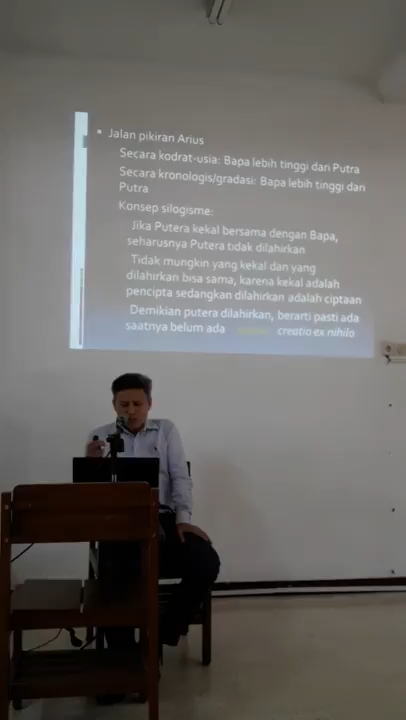 Jalan pikiran Arius
Secara kodrat-usia: Bapa lebih tinggi dari Putra
Secara kronologis/gradasi: Bapa lebih tinggi dari
Putra
Konsep silogisme:
Jika Putera kekal bersama dengan Bapa,
seharusnya Putera tidak dilahirkan
Tidak mungkin yang kekal dan yang
dilahirkan bisa sama, karena kekal adalah
pencipta sedangkan dilahirkan adalah ciptaan
Demikian putera dilahirkan, berarti pasti ada
saatnya belum ada creatio ex nihilo